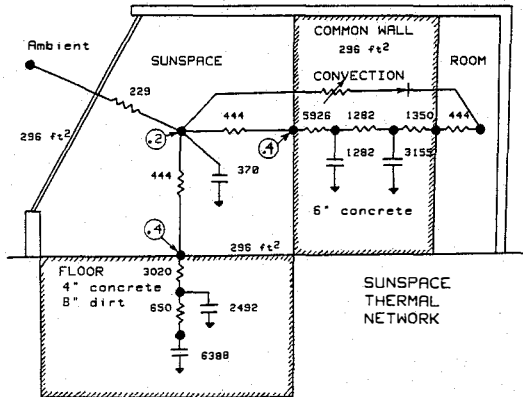 COMMON WALL
296 ft²
Ambient
SUNSPACE
CONVECTION
ROOM
229
296 ft²
444
5926
1282
1350
444
.2
.4
370
1282
3155
444
6" concrete
.4
296 ft²
FLOOR
4" concrete
8" dirt
3020
650
2492
6388
SUNSPACE
THERMAL
NETWORK